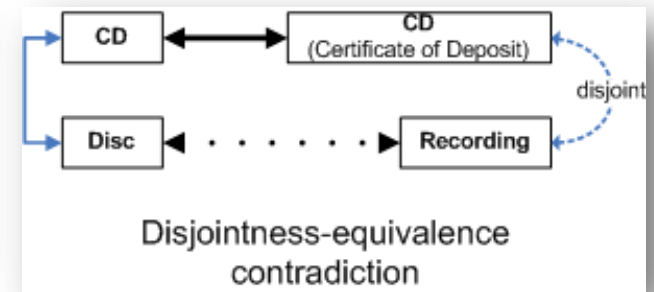 CD
CD
(Certificate of Deposit)
disjoint
Disc
Recording
Disjointness-equivalence
contradiction